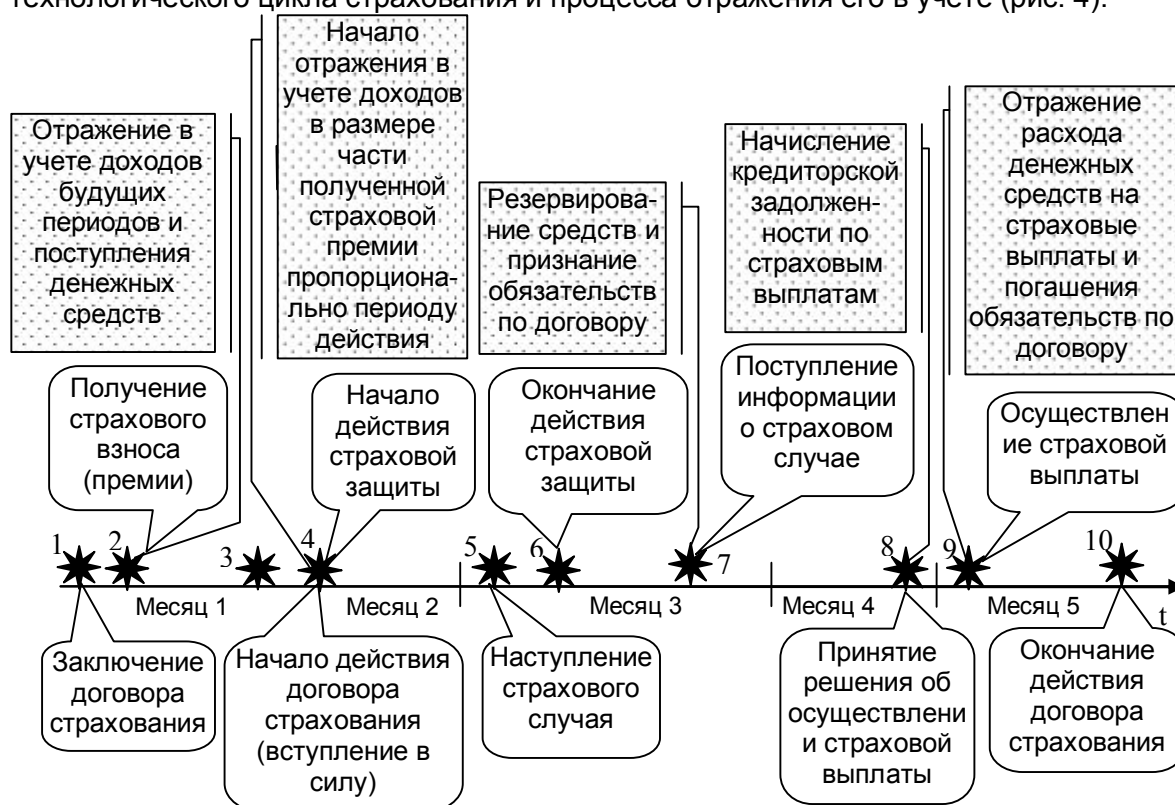 технологического цикла страхования и процесса отражения его в учете (рис. 4).
Отражение в
учете доходов
будущих
периодов и
поступления
денежных
средств
Начало
отражения в
учете доходов
в размере
части
полученной
страховой
премии
пропорциона-
льно периоду
действия
Резервирова-
ние средств и
признание
обязательств
по договору
Начисление
кредиторской
задолжен-
ности по
страховым
выплатам
Отражение
расхода
денежных
средств на
страховые
выплаты и
погашения
обязательств по
договору
Получение
страхового
взноса
(премии)
Начало
действия
страховой
защиты
Окончание
действия
страховой
защиты
Поступление
информации
о страховом
случае
Осуществлен
ие страховой
выплаты
1
2
3
4
5
6
7
8
9
10
Месяц 1
Месяц 2
Месяц 3
Месяц 4
Месяц 5
t
Заключение
договора
страхования
Начало действия
договора
страхования
(вступление в
силу)
Наступление
страхового
случая
Принятие
решения об
осуществлени
и страховой
выплаты
Окончание
действия
договора
страхования